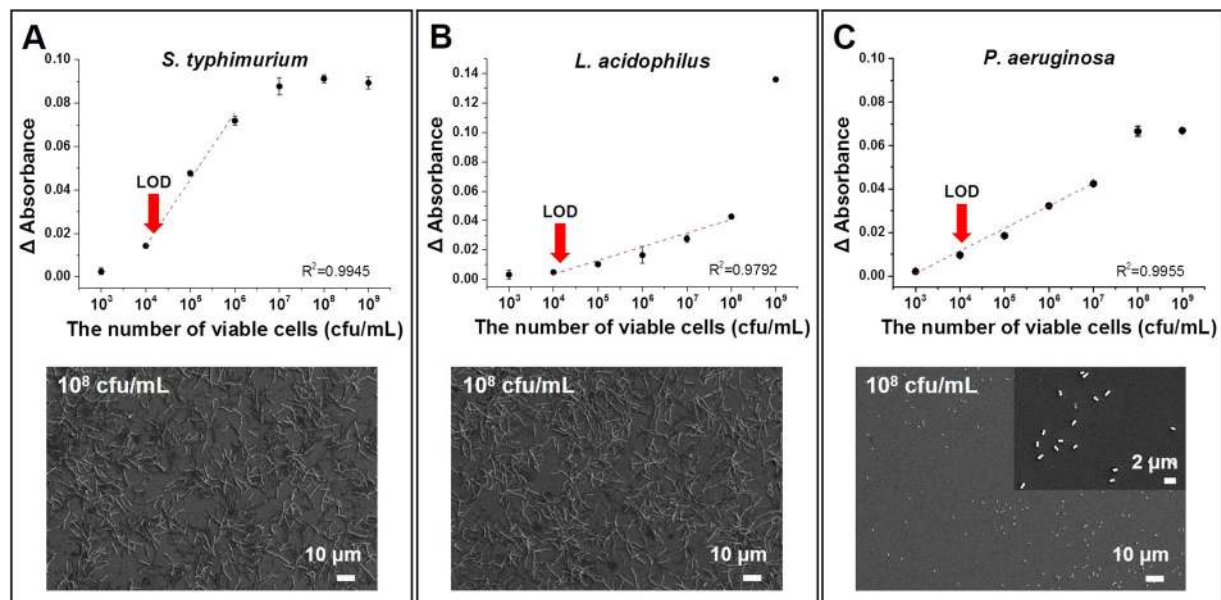 A
S. typhimurium
0.10
0.08
0.06
0.04
0.02
0.00
Δ Absorbance
LOD
R²=0.9945
10³ 10⁴ 10⁵ 10⁶ 10⁷ 10⁸ 10⁹
The number of viable cells (cfu/mL)
10⁸ cfu/mL
10 µm
B
L. acidophilus
0.14
0.12
0.10
0.08
0.06
0.04
0.02
0.00
Δ Absorbance
LOD
R²=0.9792
10³ 10⁴ 10⁵ 10⁶ 10⁷ 10⁸ 10⁹
The number of viable cells (cfu/mL)
10⁸ cfu/mL
10 µm
C
P. aeruginosa
0.10
0.08
0.06
0.04
0.02
0.00
Δ Absorbance
LOD
R²=0.9955
10³ 10⁴ 10⁵ 10⁶ 10⁷ 10⁸ 10⁹
The number of viable cells (cfu/mL)
10⁸ cfu/mL
2 µm
10 µm